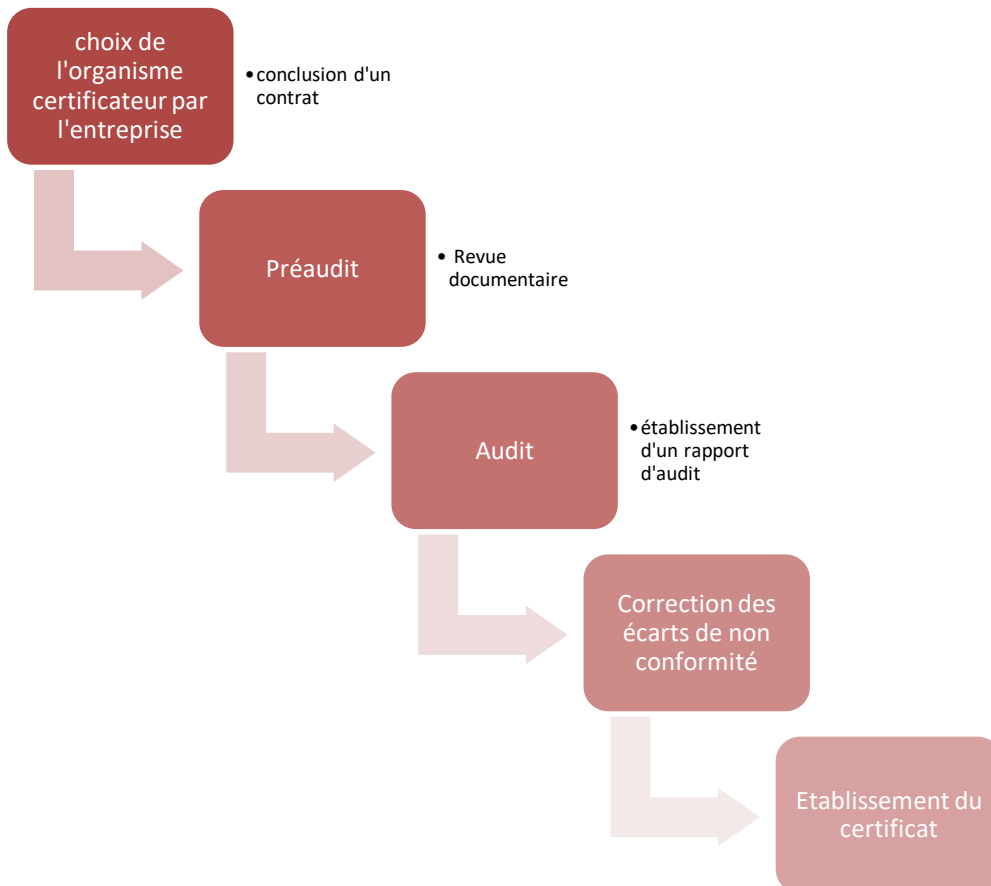 choix de
l'organisme
certificateur par
l'entreprise
•conclusion d'un
contrat
Préaudit
• Revue
documentaire
Audit
•établissement
d'un rapport
d'audit
Correction des
écarts de non
conformité
Etablissement du
certificat